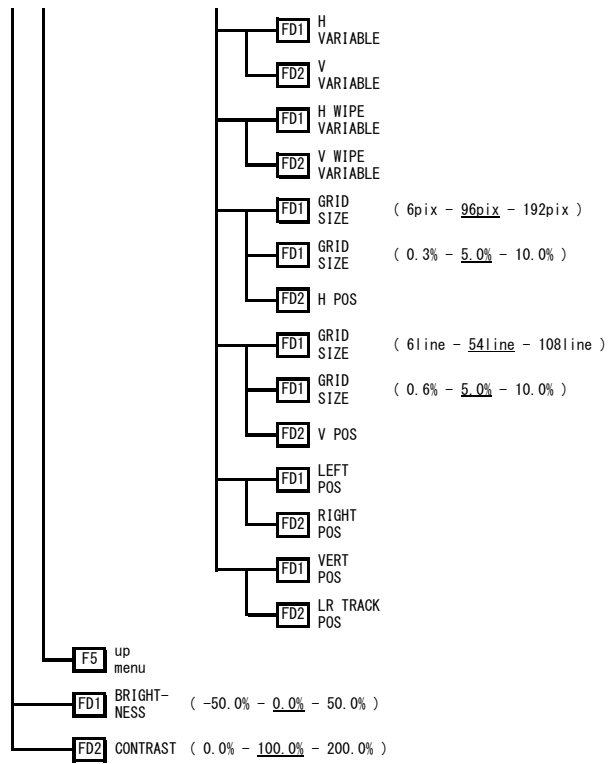 FD1 H
VARIABLE
FD2 V
VARIABLE
FD1 H WIPE
VARIABLE
FD2 V WIPE
VARIABLE
FD1 GRID
SIZE ( 6pix - 96pix - 192pix )
FD1 GRID
SIZE ( 0.3% - 5.0% - 10.0% )
FD2 H POS
FD1 GRID
SIZE ( 6line - 54line - 108line )
FD1 GRID
SIZE ( 0.6% - 5.0% - 10.0% )
FD2 V POS
FD1 LEFT
POS
FD2 RIGHT
POS
FD1 VERT
POS
FD2 LR TRACK
POS
F5 up
menu
FD1 BRIGHT-
NESS ( -50.0% - 0.0% - 50.0% )
FD2 CONTRAST ( 0.0% - 100.0% - 200.0% )